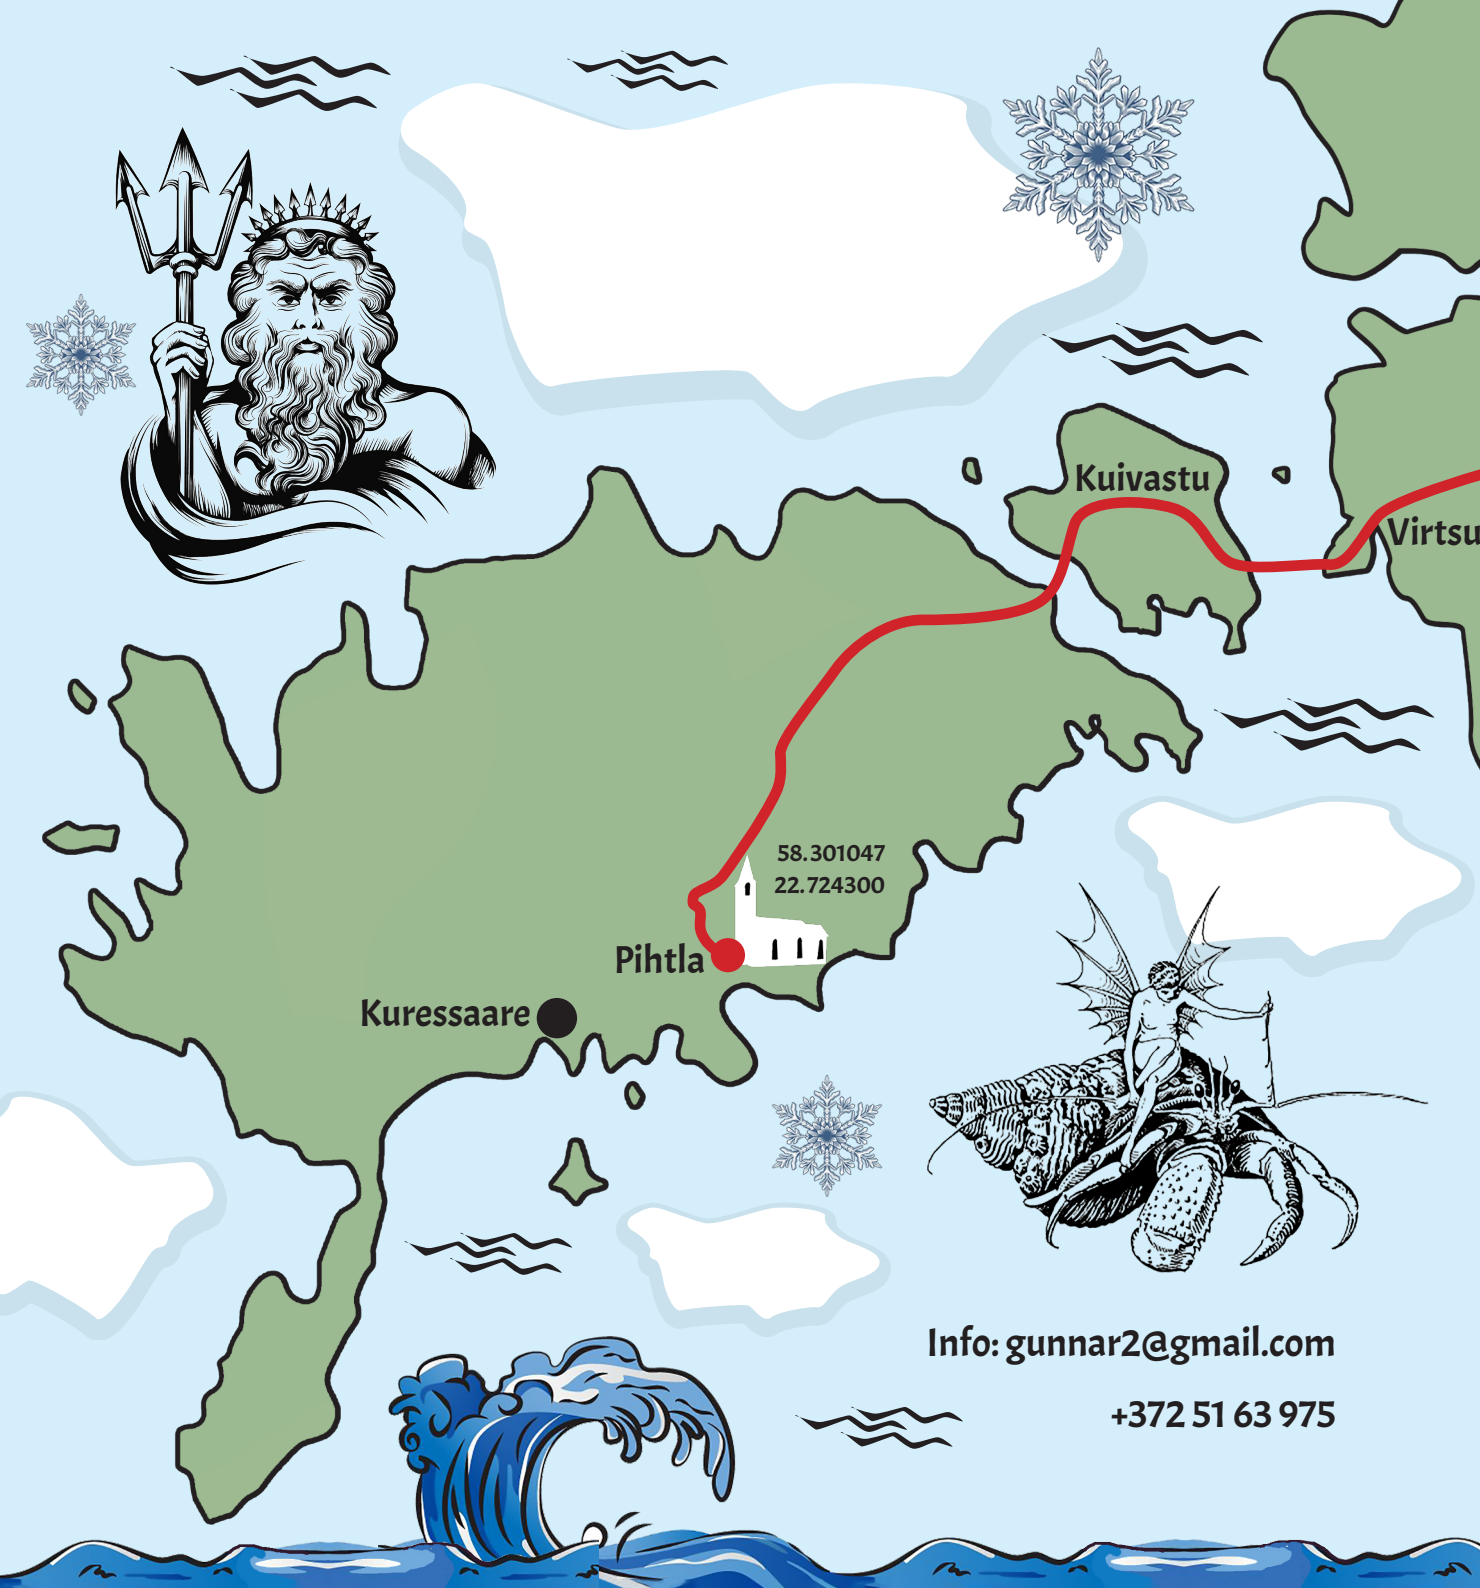 Kuivastu
Virtsu
58.301047
22.724300
Pihtla
Kuressaare
Info: gunnar2@gmail.com
+372 51 63 975